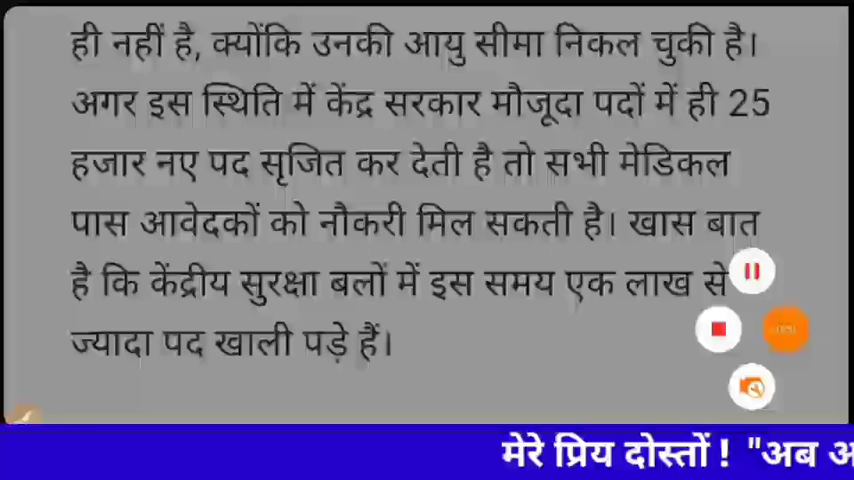 ही नहीं है, क्योंकि उनकी आयु सीमा निकल चुकी है।
अगर इस स्थिति में केंद्र सरकार मौजूदा पदों में ही 25
हजार नए पद सृजित कर देती है तो सभी मेडिकल
पास आवेदकों को नौकरी मिल सकती है। खास बात
है कि केंद्रीय सुरक्षा बलों में इस समय एक लाख से
ज्यादा पद खाली पड़े हैं।
मेरे प्रिय दोस्तों ! "अब